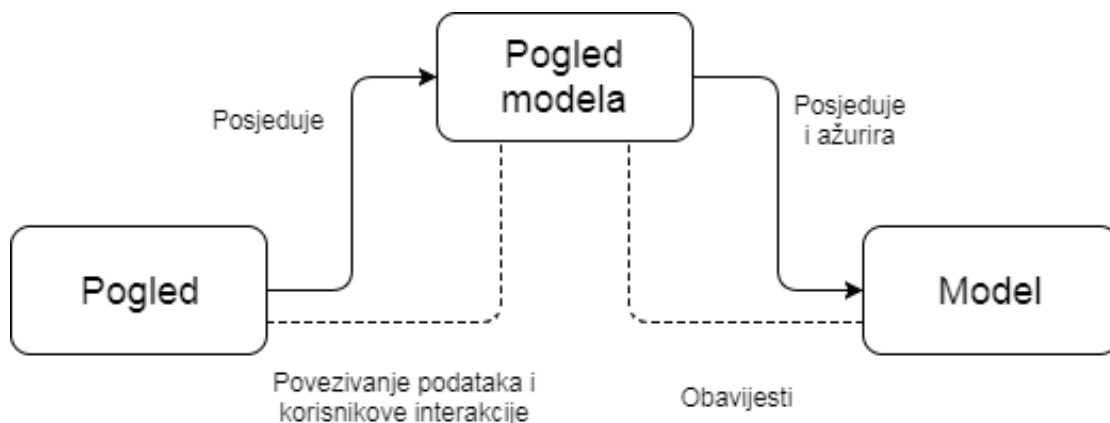 Pogled
modela
Posjeduje
Posjeduje
i ažurira
Pogled
Model
Povezivanje podataka i
korisnikove interakcije
Obavijesti